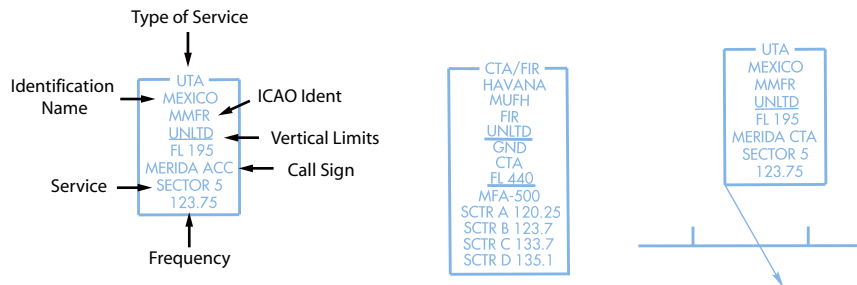 Type of Service
UTA
MEXICO
MMFR
UNLTD
FL 195
MERIDA ACC
SECTOR 5
123.75
Identification
Name
ICAO Ident
Vertical Limits
Call Sign
Service
Frequency
CTA/FIR
HAVANA
MUFH
FIR
UNLTD
GND
CTA
FL 440
MFA-500
SCTR A 120.25
SCTR B 123.7
SCTR C 133.7
SCTR D 135.1
UTA
MEXICO
MMFR
UNLTD
FL 195
MERIDA CTA
SECTOR 5
123.75